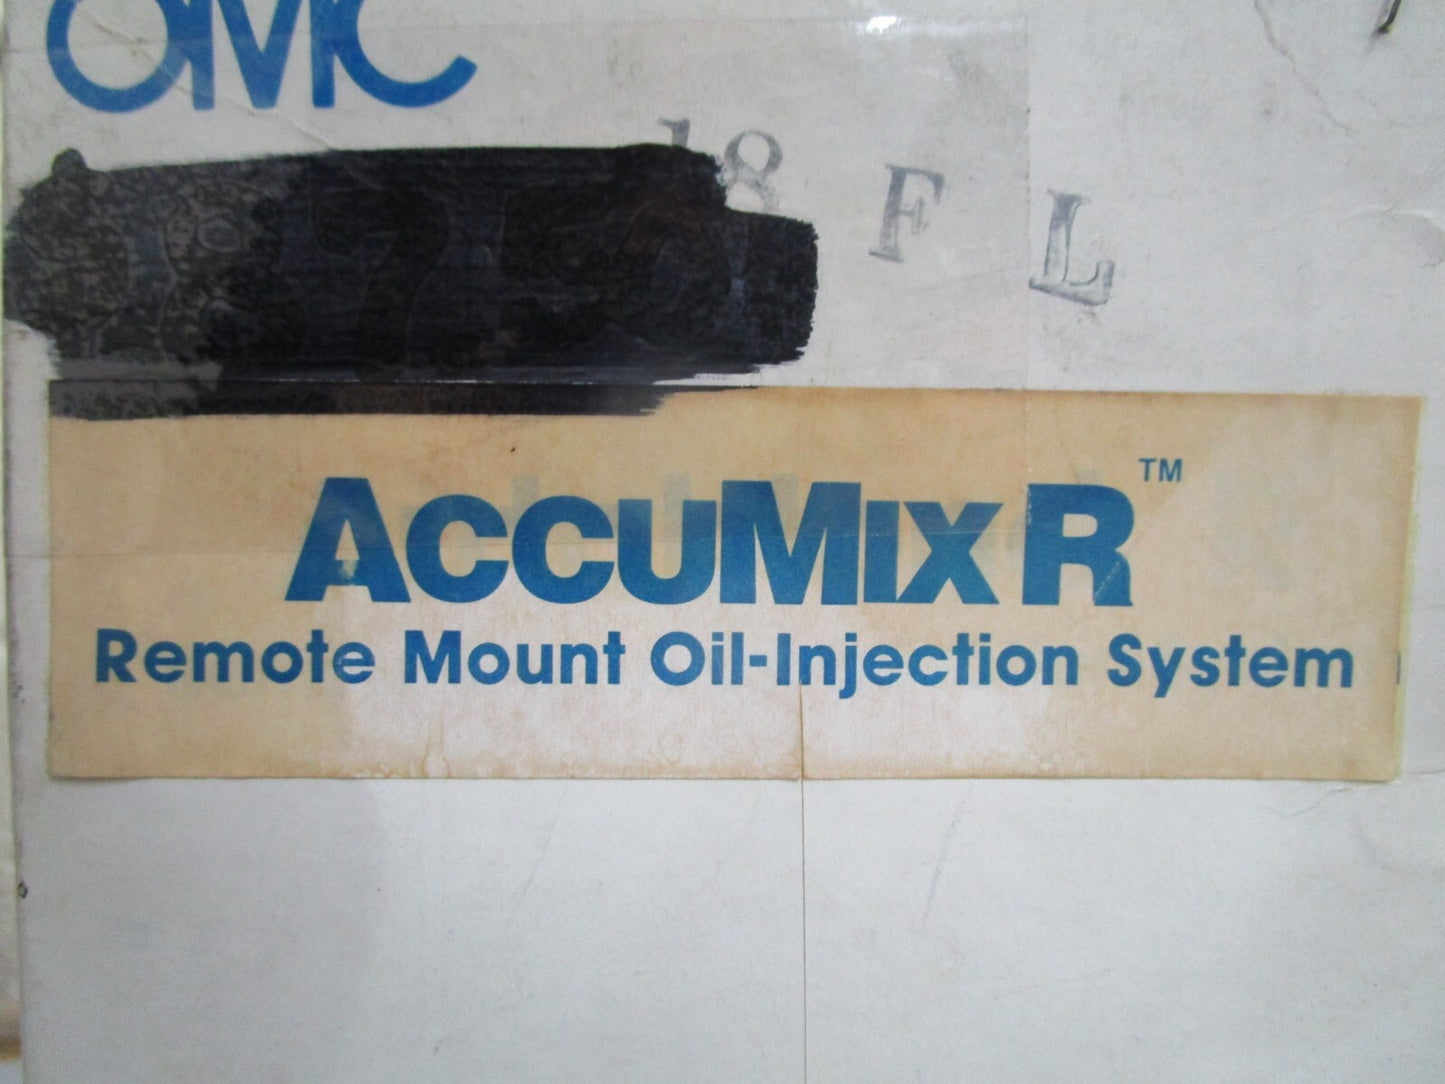 OMC
18 F L
ACCUMIX R™
Remote Mount Oil-Injection System